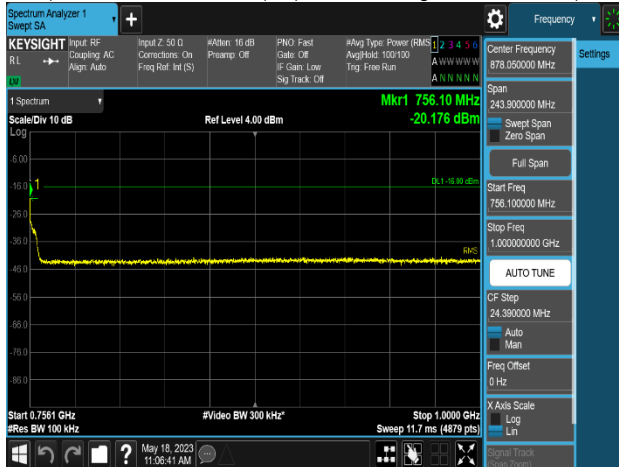 Spectrum Analyzer 1
Swept SA
+
Frequency
KEYSIGHT
RL
Input: RF
Coupling: AC
Align: Auto
Input Z: 50 Ω
Corrections: On
Freq Ref: Int (S)
#Atten: 16 dB
Preamp: Off
PNO: Fast
Gate: Off
IF Gain: Low
Sig Track: Off
#Avg Type: Power (RMS
Avg|Hold: 100/100
Trig: Free Run
1 2 3 4 5 6
A WWWWW
A N N N N N
1 Spectrum
Mkr1 756.10 MHz
-20.176 dBm
Scale/Div 10 dB
Ref Level 4.00 dBm
Log
-6.00
-16.0
-26.0
-36.0
-46.0
-56.0
-66.0
-76.0
-86.0
1
DL1 -16.00 dBm
RMS
Start 0.7561 GHz
#Video BW 300 kHz*
Stop 1.0000 GHz
#Res BW 100 kHz
Sweep 11.7 ms (4879 pts)
Settings
Center Frequency
878.050000 MHz
Span
243.900000 MHz
Swept Span
Zero Span
Full Span
Start Freq
756.100000 MHz
Stop Freq
1.000000000 GHz
AUTO TUNE
CF Step
24.390000 MHz
Auto
Man
Freq Offset
0 Hz
X Axis Scale
Log
Lin
Signal Track
(Span Zoom)
?
May 18, 2023
11:06:41 AM